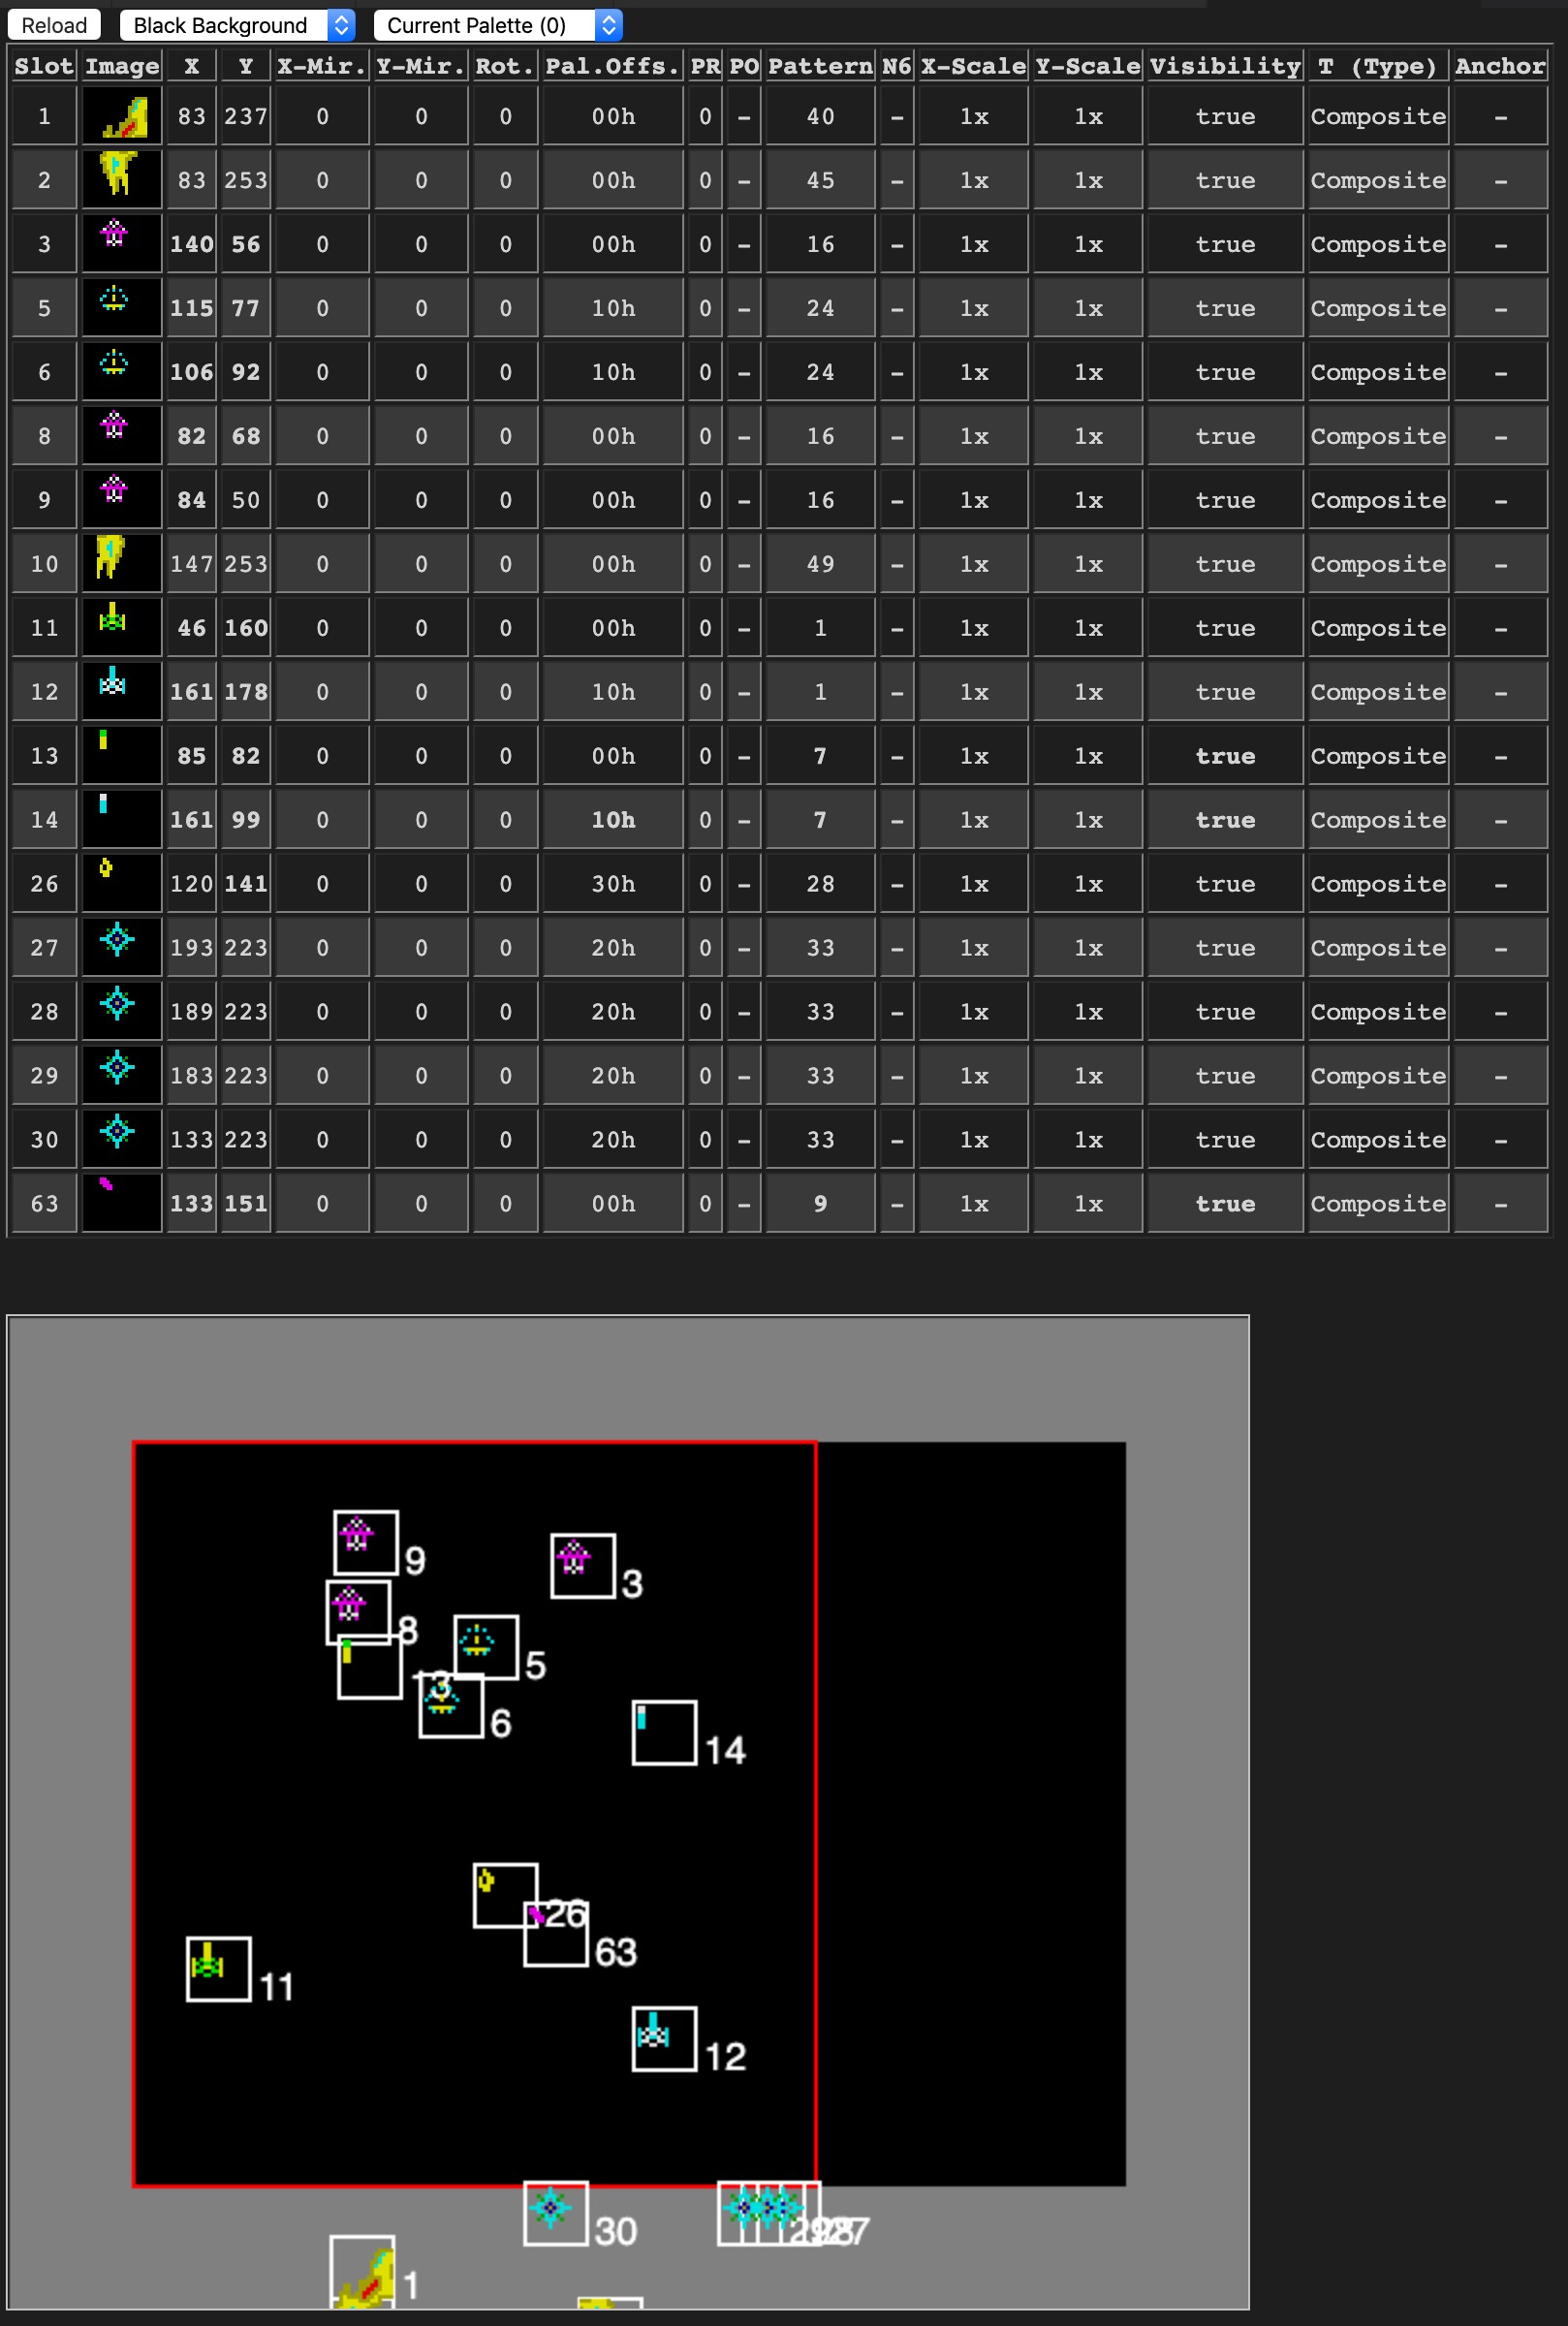 Reload Black Background Current Palette (0)
Slot Image X Y X-Mir. Y-Mir. Rot. Pal.Offs. PR PO Pattern N6 X-Scale Y-Scale Visibility T (Type) Anchor
1 83 237 0 0 0 00h 0 - 40 - 1x 1x true Composite -
2 83 253 0 0 0 00h 0 - 45 - 1x 1x true Composite -
3 140 56 0 0 0 00h 0 - 16 - 1x 1x true Composite -
5 115 77 0 0 0 10h 0 - 24 - 1x 1x true Composite -
6 106 92 0 0 0 10h 0 - 24 - 1x 1x true Composite -
8 82 68 0 0 0 00h 0 - 16 - 1x 1x true Composite -
9 84 50 0 0 0 00h 0 - 16 - 1x 1x true Composite -
10 147 253 0 0 0 00h 0 - 49 - 1x 1x true Composite -
11 46 160 0 0 0 00h 0 - 1 - 1x 1x true Composite -
12 161 178 0 0 0 10h 0 - 1 - 1x 1x true Composite -
13 85 82 0 0 0 00h 0 - 7 - 1x 1x true Composite -
14 161 99 0 0 0 10h 0 - 7 - 1x 1x true Composite -
26 120 141 0 0 0 30h 0 - 28 - 1x 1x true Composite -
27 193 223 0 0 0 20h 0 - 33 - 1x 1x true Composite -
28 189 223 0 0 0 20h 0 - 33 - 1x 1x true Composite -
29 183 223 0 0 0 20h 0 - 33 - 1x 1x true Composite -
30 133 223 0 0 0 20h 0 - 33 - 1x 1x true Composite -
63 133 151 0 0 0 00h 0 - 9 - 1x 1x true Composite -
9
3
8
5
13
6
14
26
63
11
12
30
1